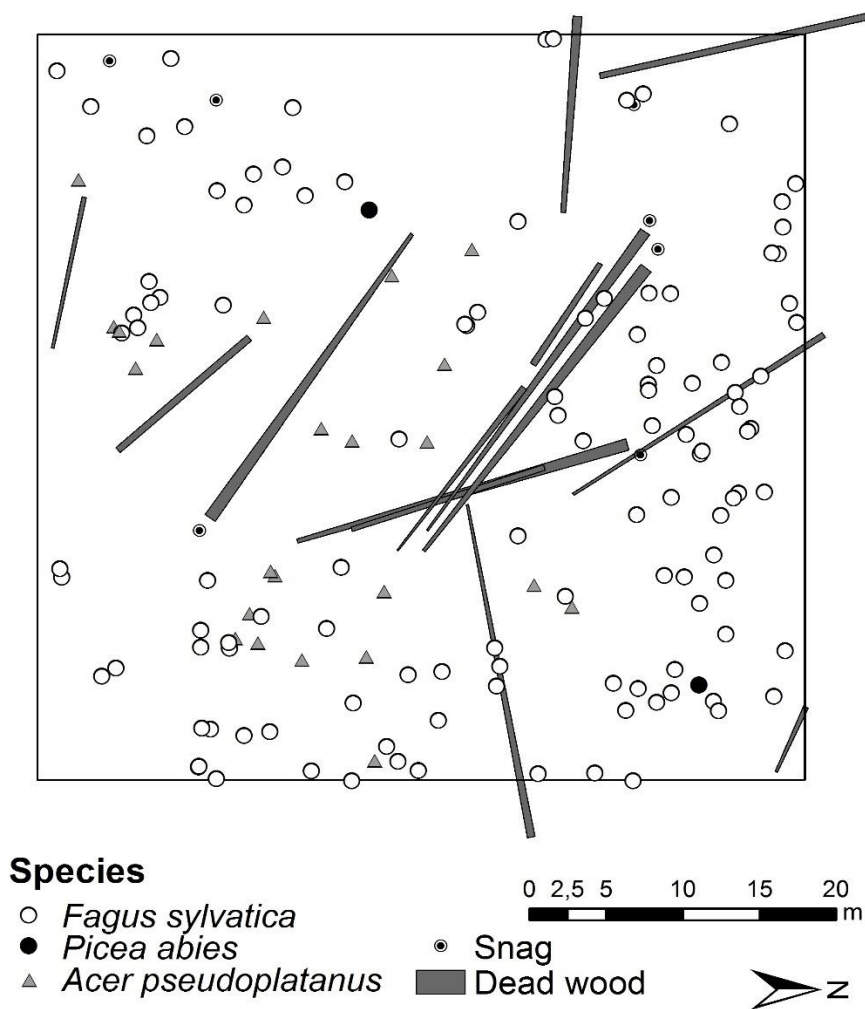 Species
Fagus sylvatica
Picea abies
Acer pseudoplatanus
0 2,5 5 10 15 20
m
Snag
Dead wood
N